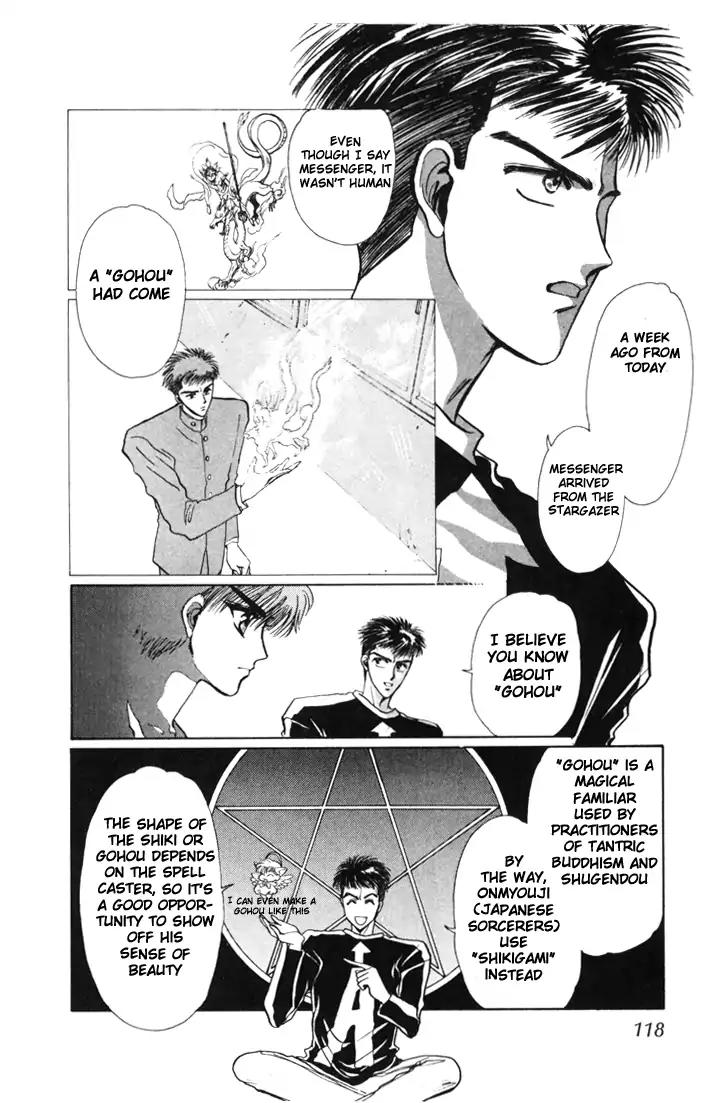 A WEEK
AGO FROM
TODAY
MESSENGER
ARRIVED
FROM THE
STARGAZER
EVEN
THOUGH I SAY
MESSENGER, IT
WASN'T HUMAN
A "GOHOU"
HAD COME
I BELIEVE
YOU KNOW
ABOUT
"GOHOU"
"GOHOU" IS A
MAGICAL
FAMILIAR
USED BY
PRACTITIONERS
OF TANTRIC
BUDDHISM AND
SHUGENDOU
BY
THE WAY,
ONMYOUJI
(JAPANESE
SORCERERS)
USE
"SHIKIGAMI"
INSTEAD
I CAN EVEN MAKE A
GOHOU LIKE THIS
THE SHAPE OF
THE SHIKI OR
GOHOU DEPENDS
ON THE SPELL
CASTER, SO IT'S
A GOOD OPPOR-
TUNITY TO SHOW
OFF HIS
SENSE OF
BEAUTY
A
118